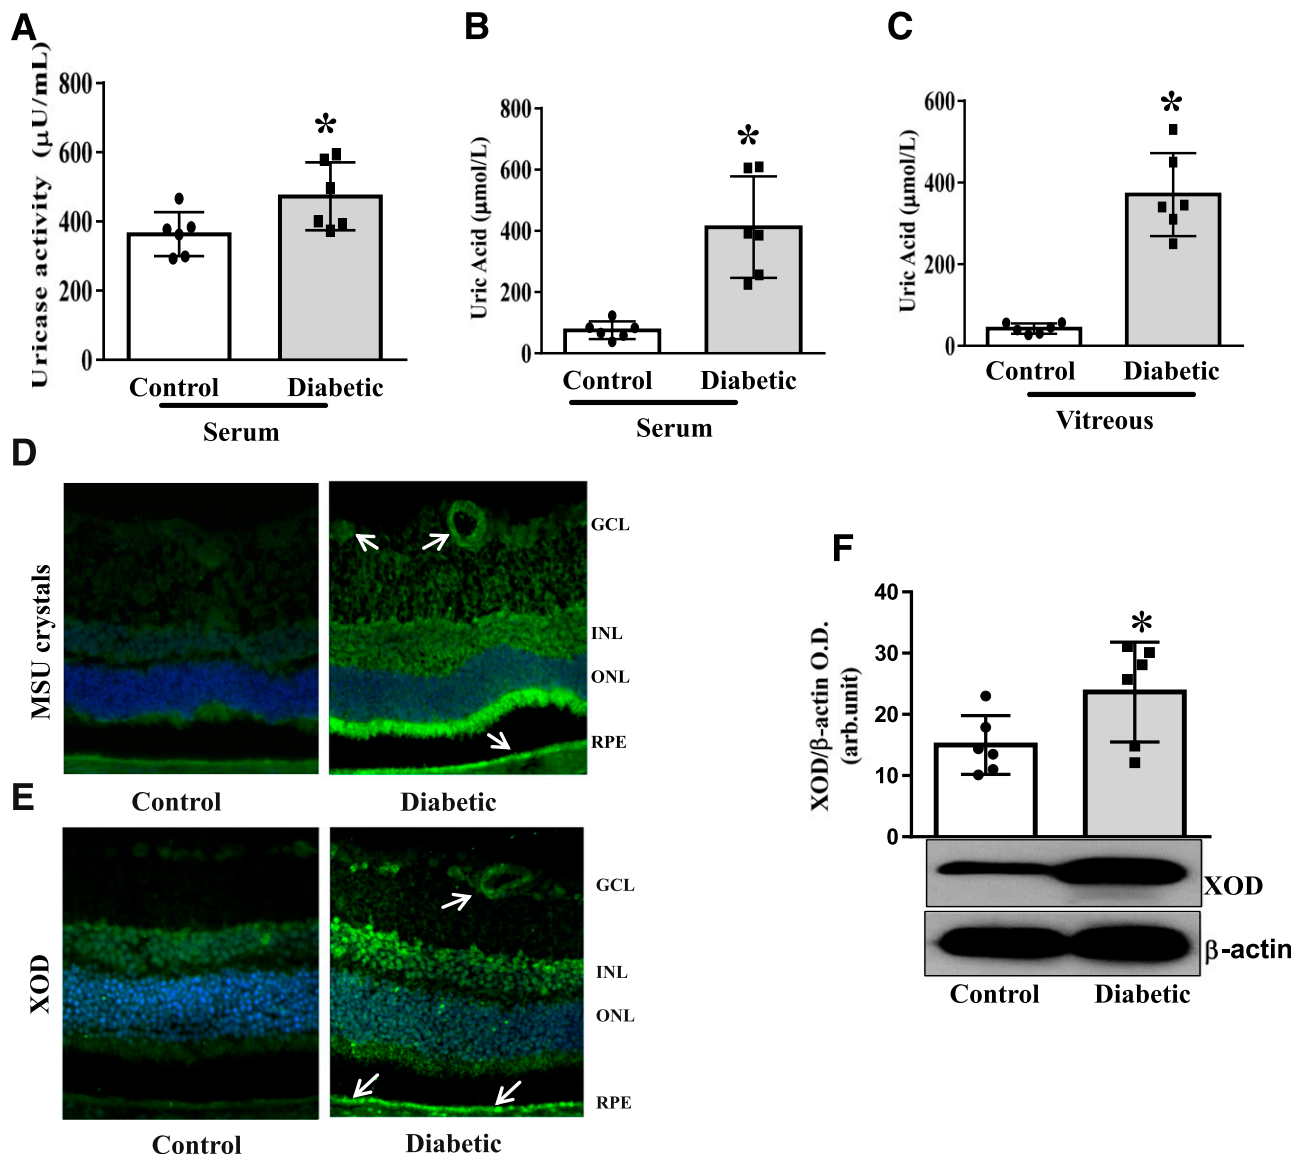 A
Uricase activity (µU/mL)
800
600
400
200
0
*
Control Diabetic
Serum
B
Uric Acid (µmol/L)
800
600
400
200
0
*
Control Diabetic
Serum
C
Uric Acid (µmol/L)
600
400
200
0
*
Control Diabetic
Vitreous
D
MSU crystals
GCL
INL
ONL
RPE
Control Diabetic
E
XOD
GCL
INL
ONL
RPE
Control Diabetic
F
XOD/β-actin O.D.
(arb.unit)
40
30
20
10
0
*
XOD
β-actin
Control Diabetic